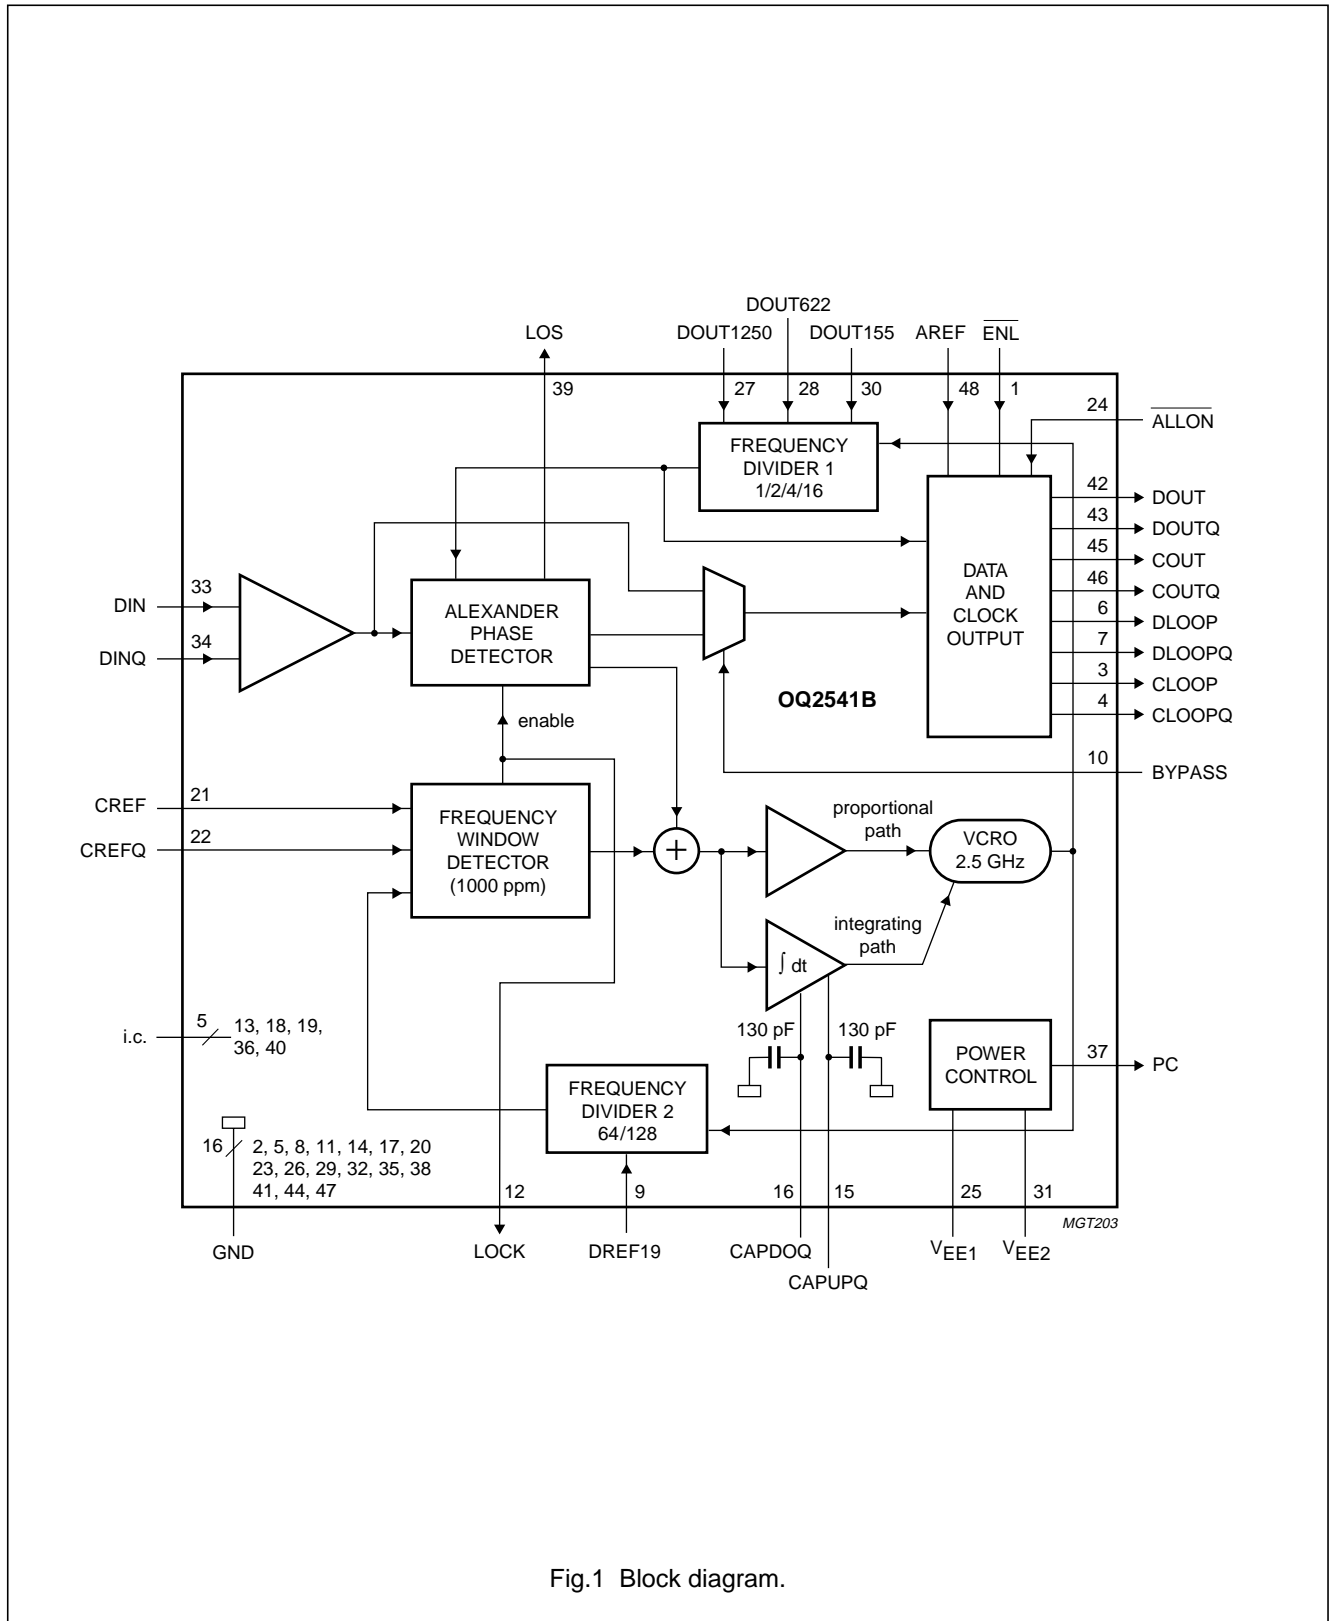 DOUT622
LOS
DOUT1250
DOUT155
AREF
ENL
39
27
28
30
48
1
24
ALLON
FREQUENCY
DIVIDER 1
1/2/4/16
42
DOUT
43
DOUTQ
45
COUT
46
COUTQ
6
DLOOP
7
DLOOPQ
3
CLOOP
4
CLOOPQ
DATA
AND
CLOCK
OUTPUT
DIN
33
DINQ
34
ALEXANDER
PHASE
DETECTOR
OQ2541B
enable
10
BYPASS
CREF
21
CREFQ
22
FREQUENCY
WINDOW
DETECTOR
(1000 ppm)
+
proportional
path
VCRO
2.5 GHz
integrating
path
∫ dt
i.c.
5
13, 18, 19,
36, 40
130 pF
130 pF
POWER
CONTROL
37
PC
FREQUENCY
DIVIDER 2
64/128
16
2, 5, 8, 11, 14, 17, 20
23, 26, 29, 32, 35, 38
41, 44, 47
12
9
16
15
25
31
MGT203
GND
LOCK
DREF19
CAPDOQ
CAPUPQ
VEE1
VEE2
Fig.1 Block diagram.